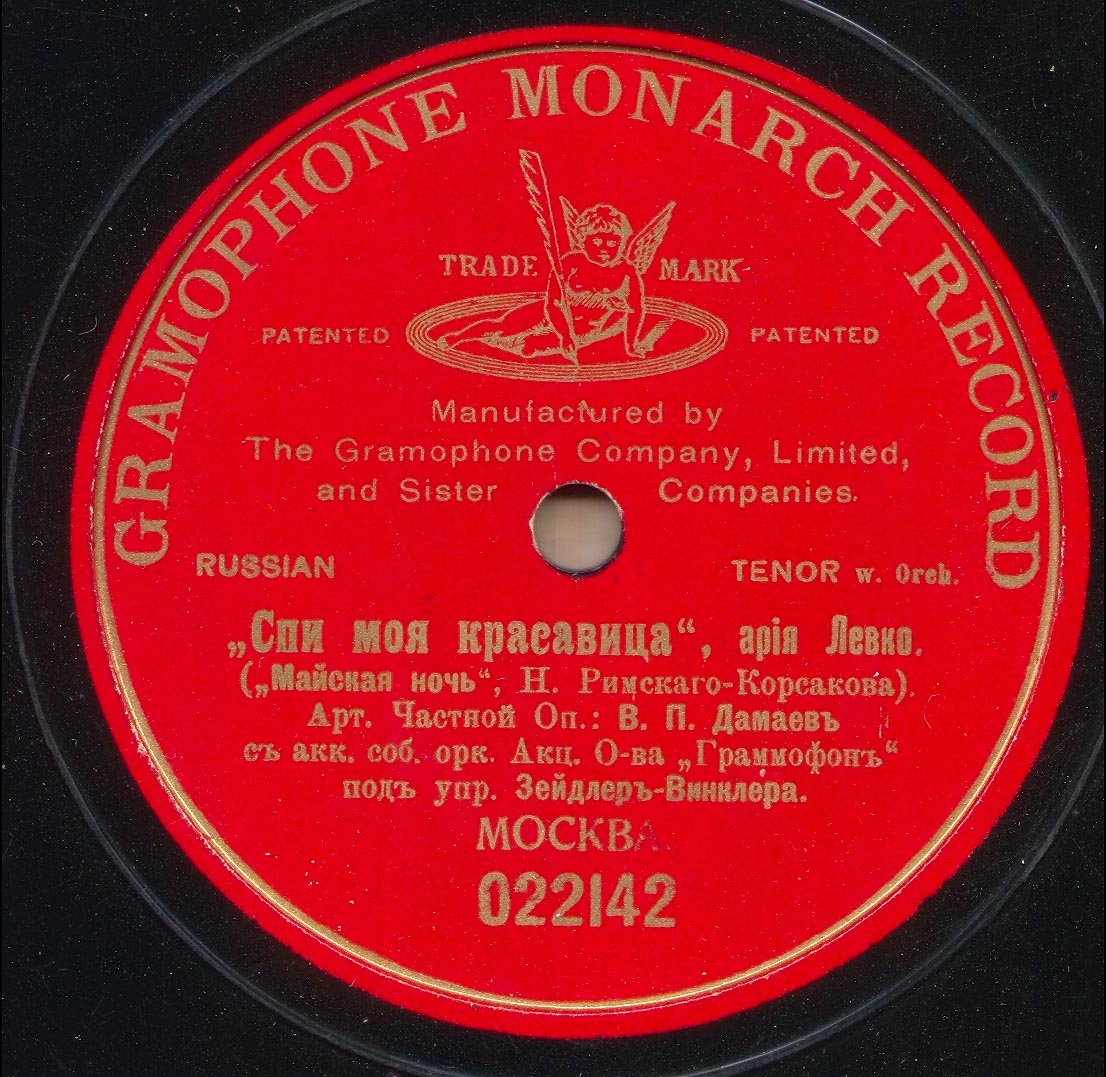 GRAMOPHONE MONARCH RECORD
TRADE MARK
PATENTED PATENTED
Manufactured by
The Gramophone Company, Limited,
and Sister Companies.
RUSSIAN TENOR w. Orch.
„Спи моя красавица“, арія Левко.
(„Майская ночь“, Н. Римскаго-Корсакова).
Арт. Частной Оп.: В. П. Дамаевъ
съ акк. соб. орк. Акц. О-ва „Граммофонъ“
подъ упр. Зейдлеръ-Винклера.
МОСКВА.
022142